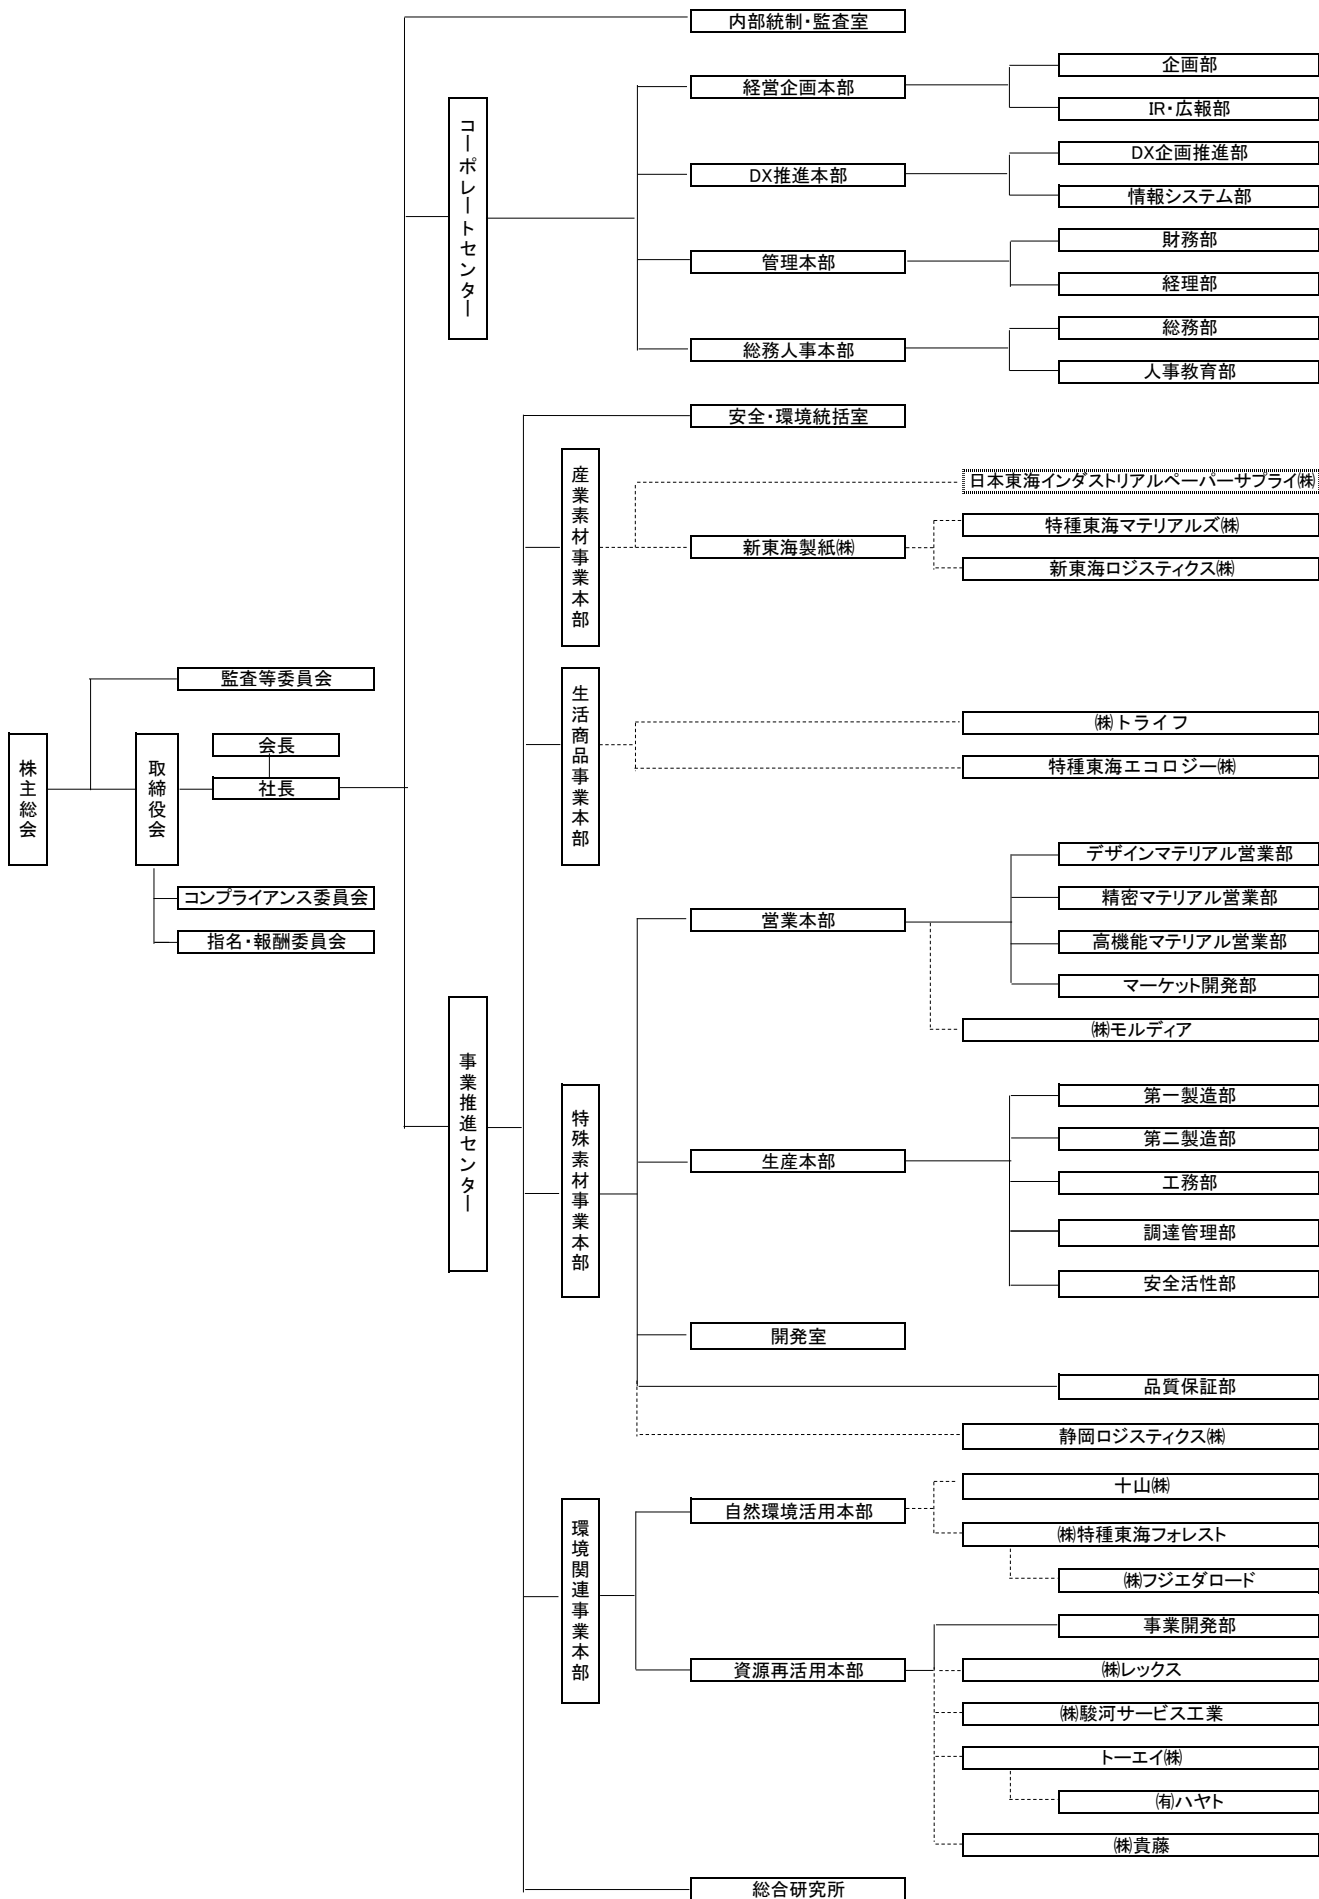 内部統制・監査室
企画部
経営企画本部
IR・広報部
コーポレートセンター
DX企画推進部
DX推進本部
情報システム部
財務部
管理本部
経理部
総務部
総務人事本部
人事教育部
安全・環境統括室
産業素材事業本部
日本東海インダストリアルペーパーサプライ㈱
特種東海マテリアルズ㈱
新東海製紙㈱
新東海ロジスティクス㈱
監査等委員会
生活商品事業本部
㈱トライフ
株主総会
取締役会
会長
特種東海エコロジー㈱
社長
デザインマテリアル営業部
コンプライアンス委員会
精密マテリアル営業部
営業本部
指名・報酬委員会
高機能マテリアル営業部
マーケット開発部
㈱モルディア
事業推進センター
特殊素材事業本部
第一製造部
第二製造部
生産本部
工務部
調達管理部
安全活性部
開発室
品質保証部
静岡ロジスティクス㈱
環境関連事業本部
十山㈱
自然環境活用本部
㈱特種東海フォレスト
㈱フジエダロード
事業開発部
資源再活用本部
㈱レックス
㈱駿河サービス工業
トーエイ㈱
㈲ハヤト
㈱貴藤
総合研究所